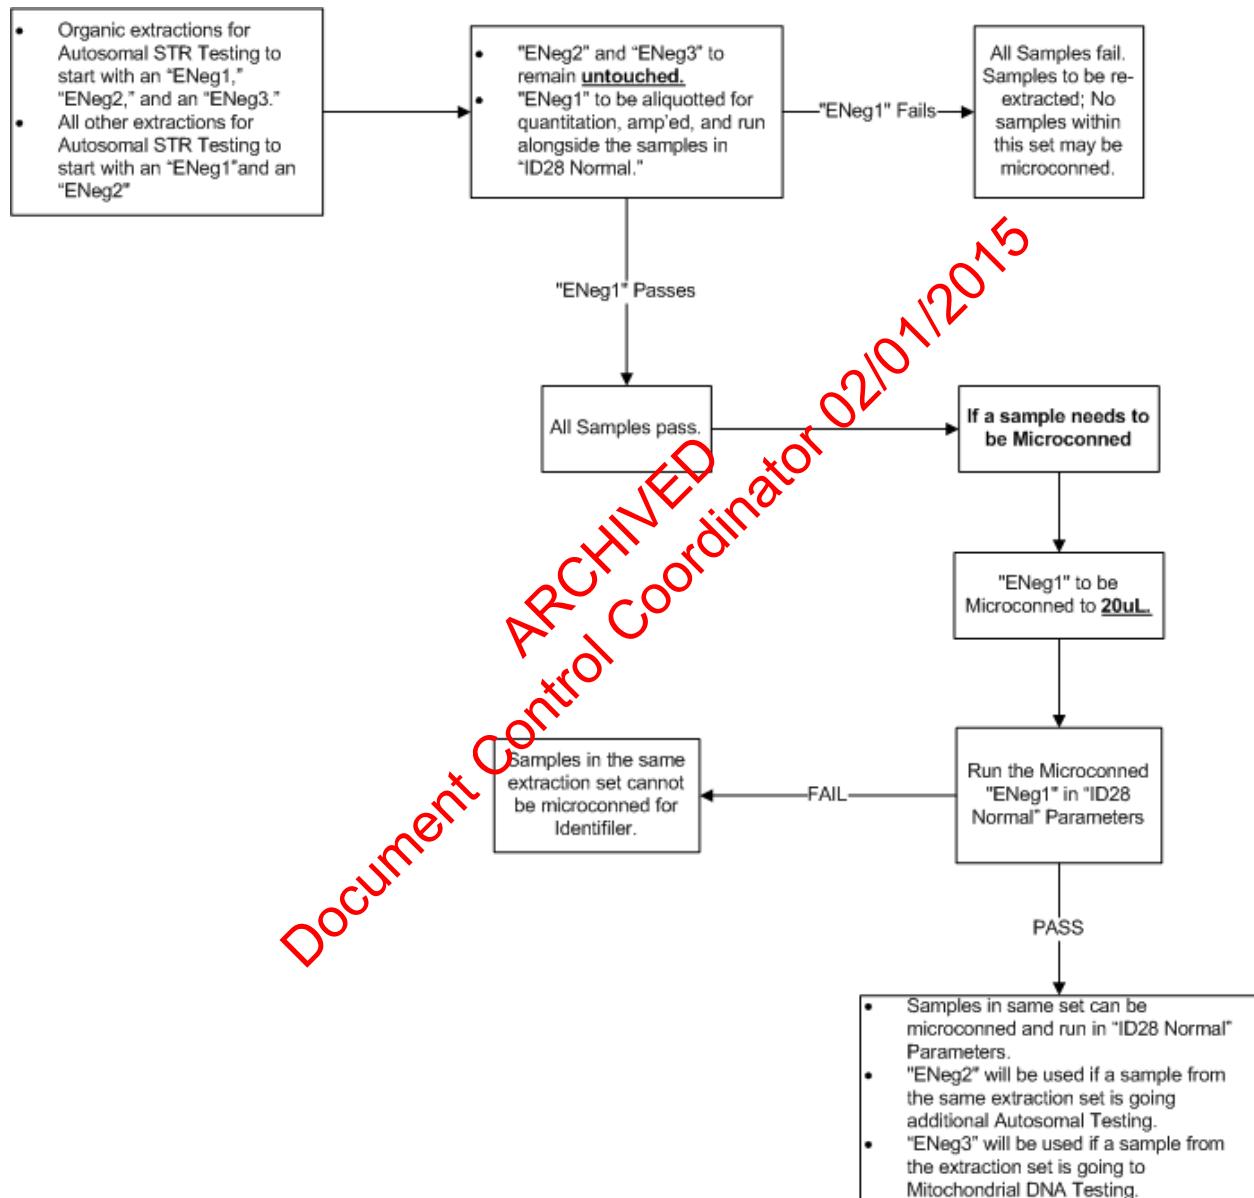 • Organic extractions for
Autosomal STR Testing to
start with an “ENeg1,”
“ENeg2,” and an “ENeg3.”
• All other extractions for
Autosomal STR Testing to
start with an “ENeg1”and an
“ENeg2”
• "ENeg2” and “ENeg3” to
remain untouched.
• "ENeg1” to be aliquotted for
quantitation, amp’ed, and run
alongside the samples in
“ID28 Normal.”
"ENeg1” Fails
All Samples fail.
Samples to be re-
extracted; No
samples within
this set may be
microconned.
"ENeg1” Passes
All Samples pass.
If a sample needs to
be Microconned
"ENeg1” to be
Microconned to 20uL.
Run the Microconned
"ENeg1” in “ID28
Normal” Parameters
FAIL
Samples in the same
extraction set cannot
be microconned for
Identifiler.
PASS
• Samples in same set can be
microconned and run in “ID28 Normal”
Parameters.
• "ENeg2” will be used if a sample from
the same extraction set is going
additional Autosomal Testing.
• “ENeg3” will be used if a sample from
the extraction set is going to
Mitochondrial DNA Testing.
ARCHIVED
Document Control Coordinator 02/01/2015